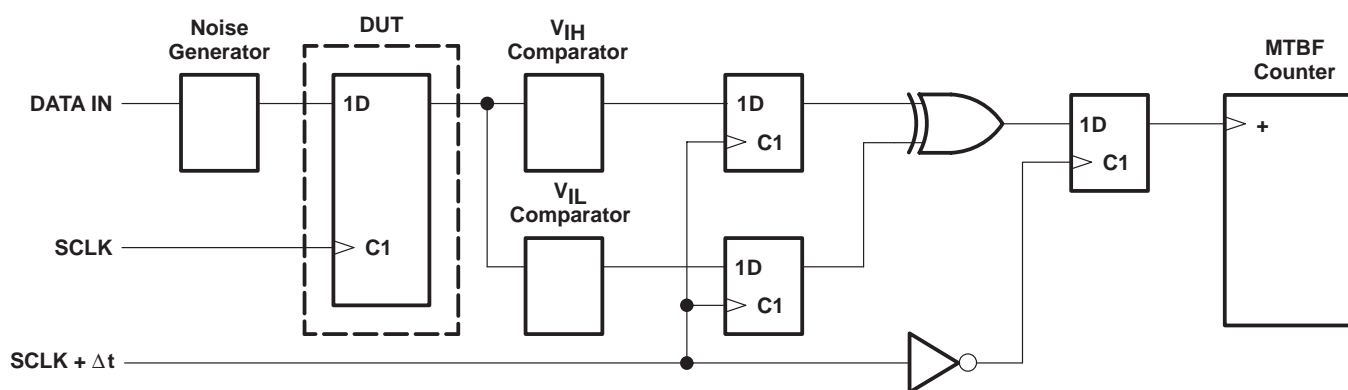 Noise
Generator
DUT
VIH
Comparator
MTBF
Counter
DATA IN
1D
1D
1D
+
C1
C1
VIL
Comparator
SCLK
C1
1D
C1
SCLK + Δt